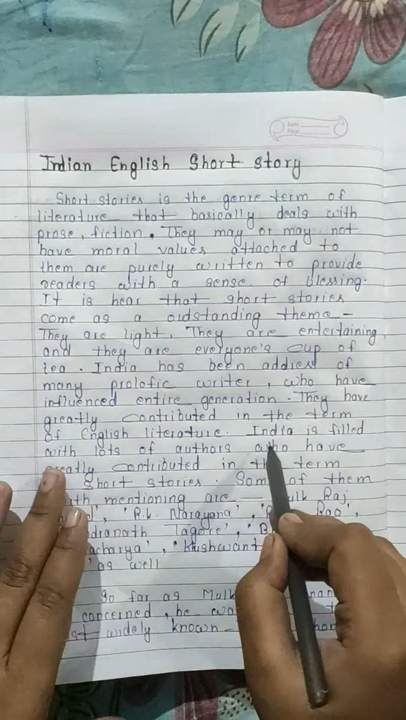 Indian English Short story
Short stories is the genre term of
literature that basically deals with
prose, fiction. They may or may not
have moral values attached to
them are purely written to provide
readers with a sense of blessing.
It is hear that short stories
come as a outstanding theme-
They are light, They are entertaining,
and they are everyone's cup of
tea. India has been address of
many prolofic writer, who have
influenced entire generation. They have
greatly contributed in the term
of English literature. India is filled
with lots of authors who have
greatly contributed in the term
Short stories. Some of them
mentioning are Raj
'R.K. Narayana',
Tagore',
as well
go far as
concerned, he
widely known